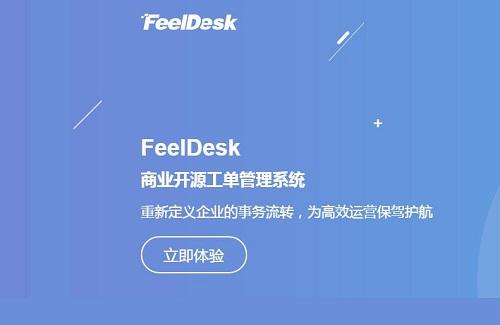 FeelDesk
FeelDesk
商业开源工单管理系统
重新定义企业的事务流转，为高效运营保驾护航
立即体验